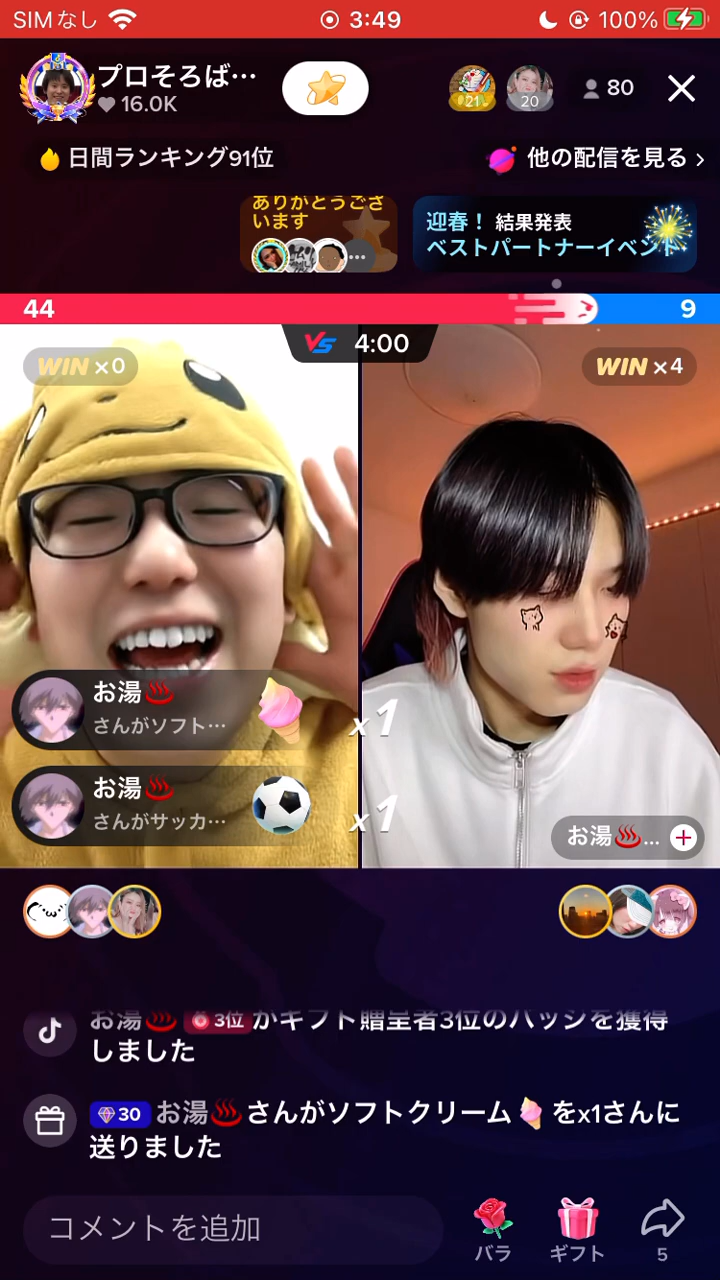 SIMなし 3:49 100%
プロそろば… 21 20 80
16.0K
日間ランキング91位 他の配信を見る
ありがとうござ
います
迎春！ 結果発表
ベストパートナーイベント
44 9
VS 4:00
WIN ×0 WIN ×4
お湯♨️
さんがソフト… x1
お湯♨️
さんがサッカ… x1
お湯♨️...
お湯♨️ 3位 がギフト贈呈者3位のバッジを獲得
しました
30 お湯♨️ さんがソフトクリーム🍦をx1さんに
送りました
コメントを追加 バラ ギフト 5